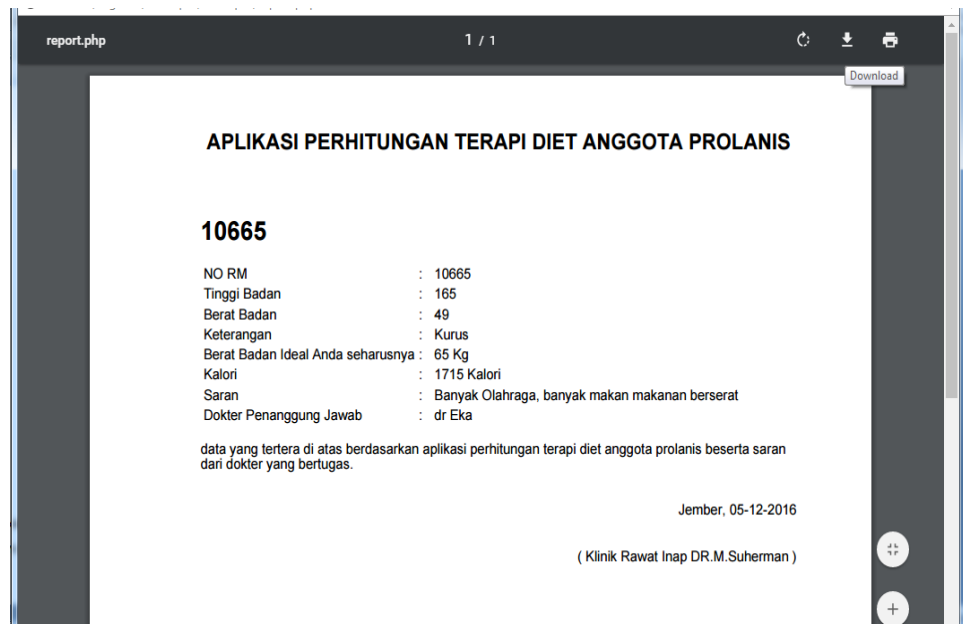 report.php
1 / 1
Download
APLIKASI PERHITUNGAN TERAPI DIET ANGGOTA PROLANIS
10665
NO RM : 10665
Tinggi Badan : 165
Berat Badan : 49
Keterangan : Kurus
Berat Badan Ideal Anda seharusnya : 65 Kg
Kalori : 1715 Kalori
Saran : Banyak Olahraga, banyak makan makanan berserat
Dokter Penanggung Jawab : dr Eka
data yang tertera di atas berdasarkan aplikasi perhitungan terapi diet anggota prolanis beserta saran
dari dokter yang bertugas.
Jember, 05-12-2016
( Klinik Rawat Inap DR.M.Suherman )